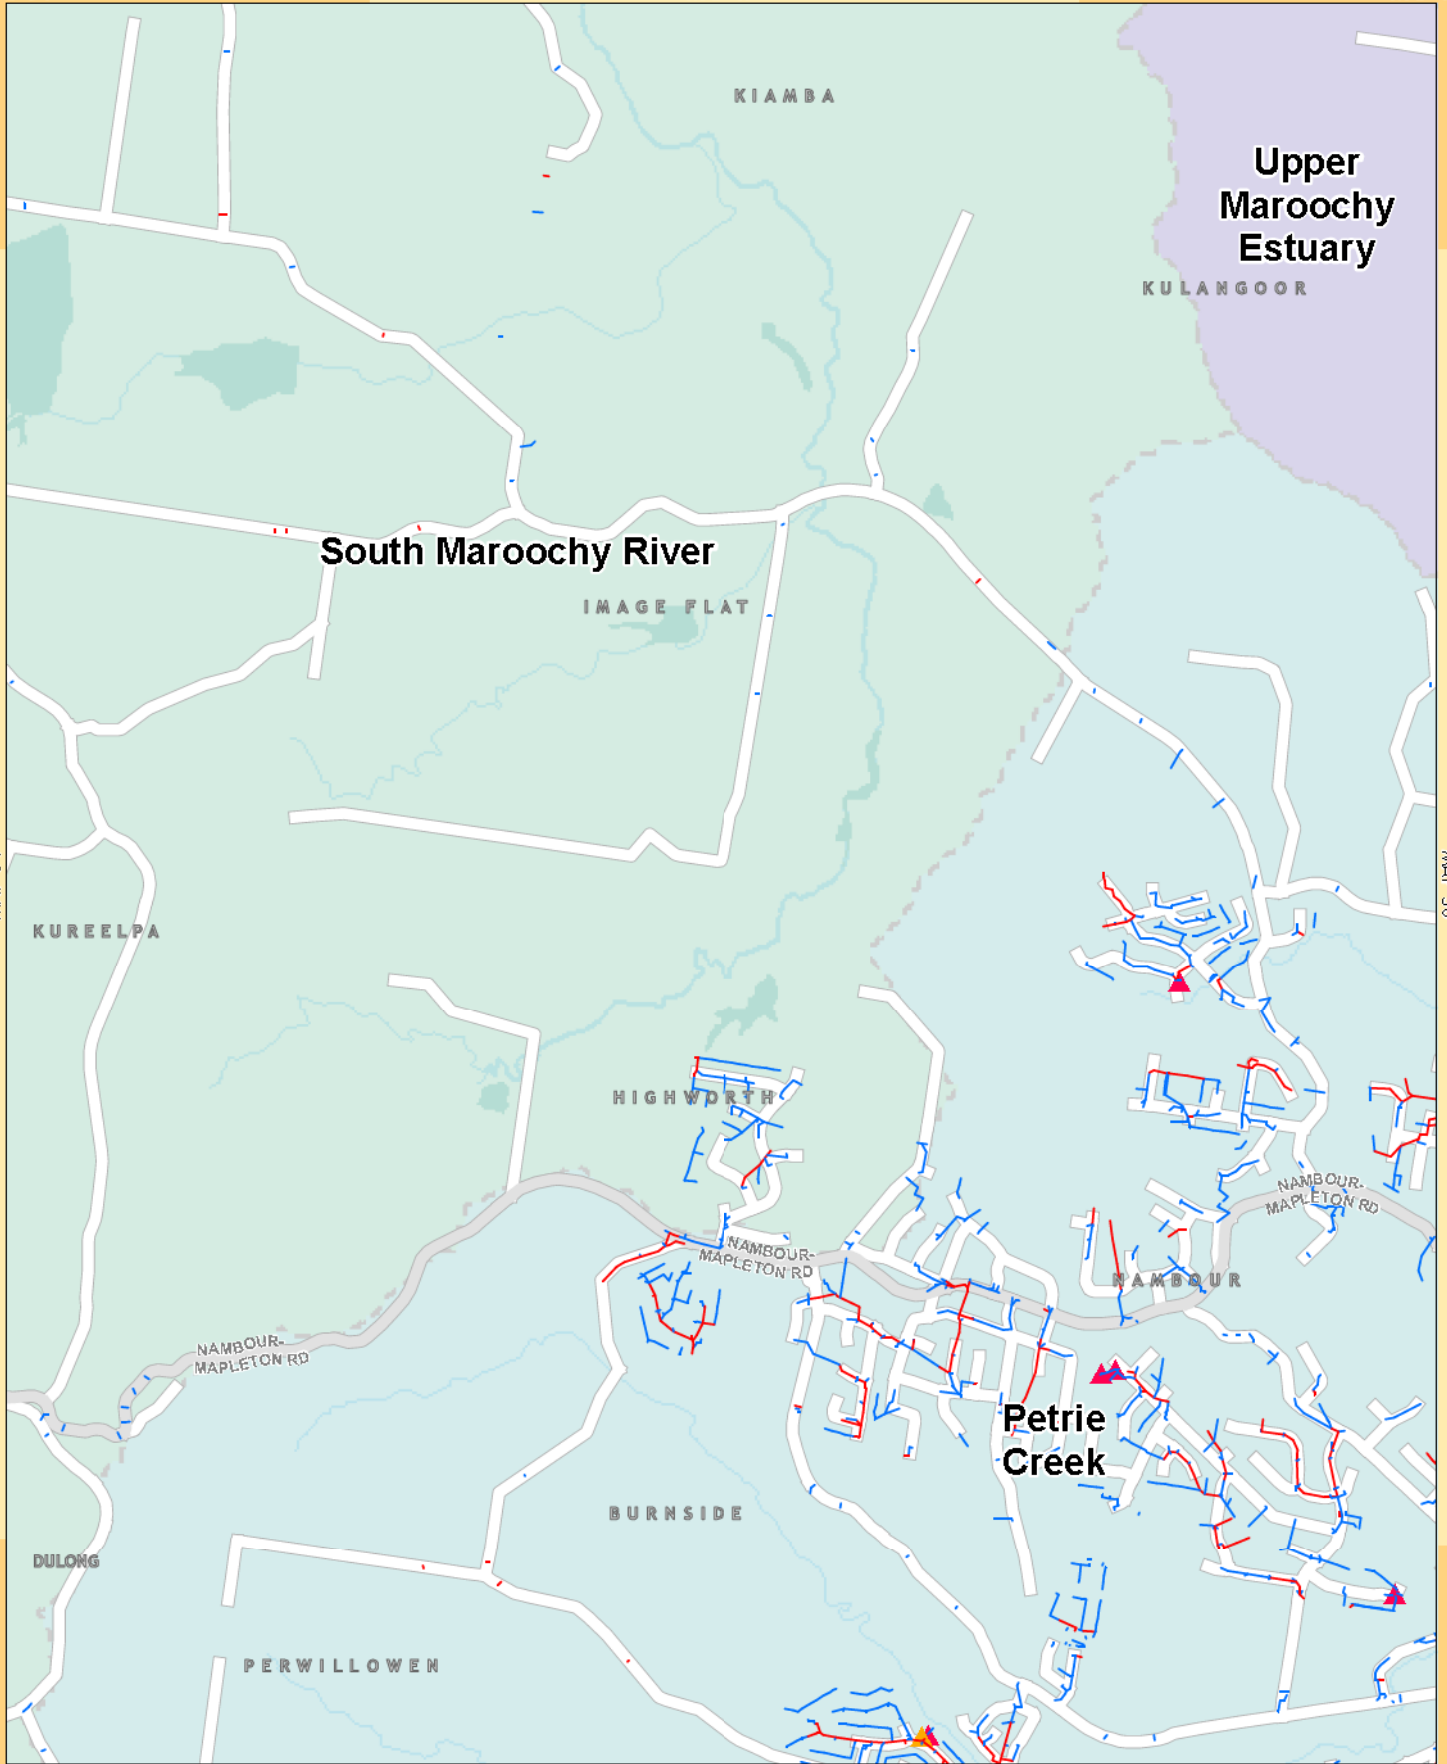 KIAMBA
Upper
Maroochy
Estuary
KULANGOOR
South Maroochy River
IMAGE FLAT
KUREELPA
HIGHWORTH
NAMBOUR-
MAPLETON RD
NAMBOUR-
MAPLETON RD
NAMBOUR
NAMBOUR-
MAPLETON RD
Petrie
Creek
BURNSIDE
DULONG
PERWILLOWEN